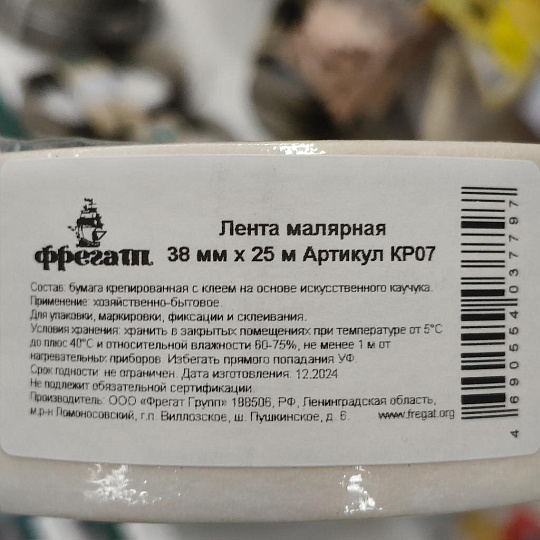 Лента малярная
фрегатп 38 мм х 25 м Артикул КР07
Состав: бумага крепированная с клеем на основе искусственного каучука.
Применение: хозяйственно-бытовое.
Для упаковки, маркировки, фиксации и склеивания.
Условия хранения: хранить в закрытых помещениях при температуре от 5°C
до плюс 40°C и относительной влажности 60-75%, не менее 1 м от
нагревательных приборов. Избегать прямого попадания УФ.
Срок годности: не ограничен. Дата изготовления: 12.2024
Не подлежит обязательной сертификации.
Производитель: ООО «Фрегат Групп» 188508, РФ, Ленинградская область,
м.р-н Ломоносовский, г.п. Виллозское, ш. Пушкинское, д. 6. www.fregat.org
4 690554 037797